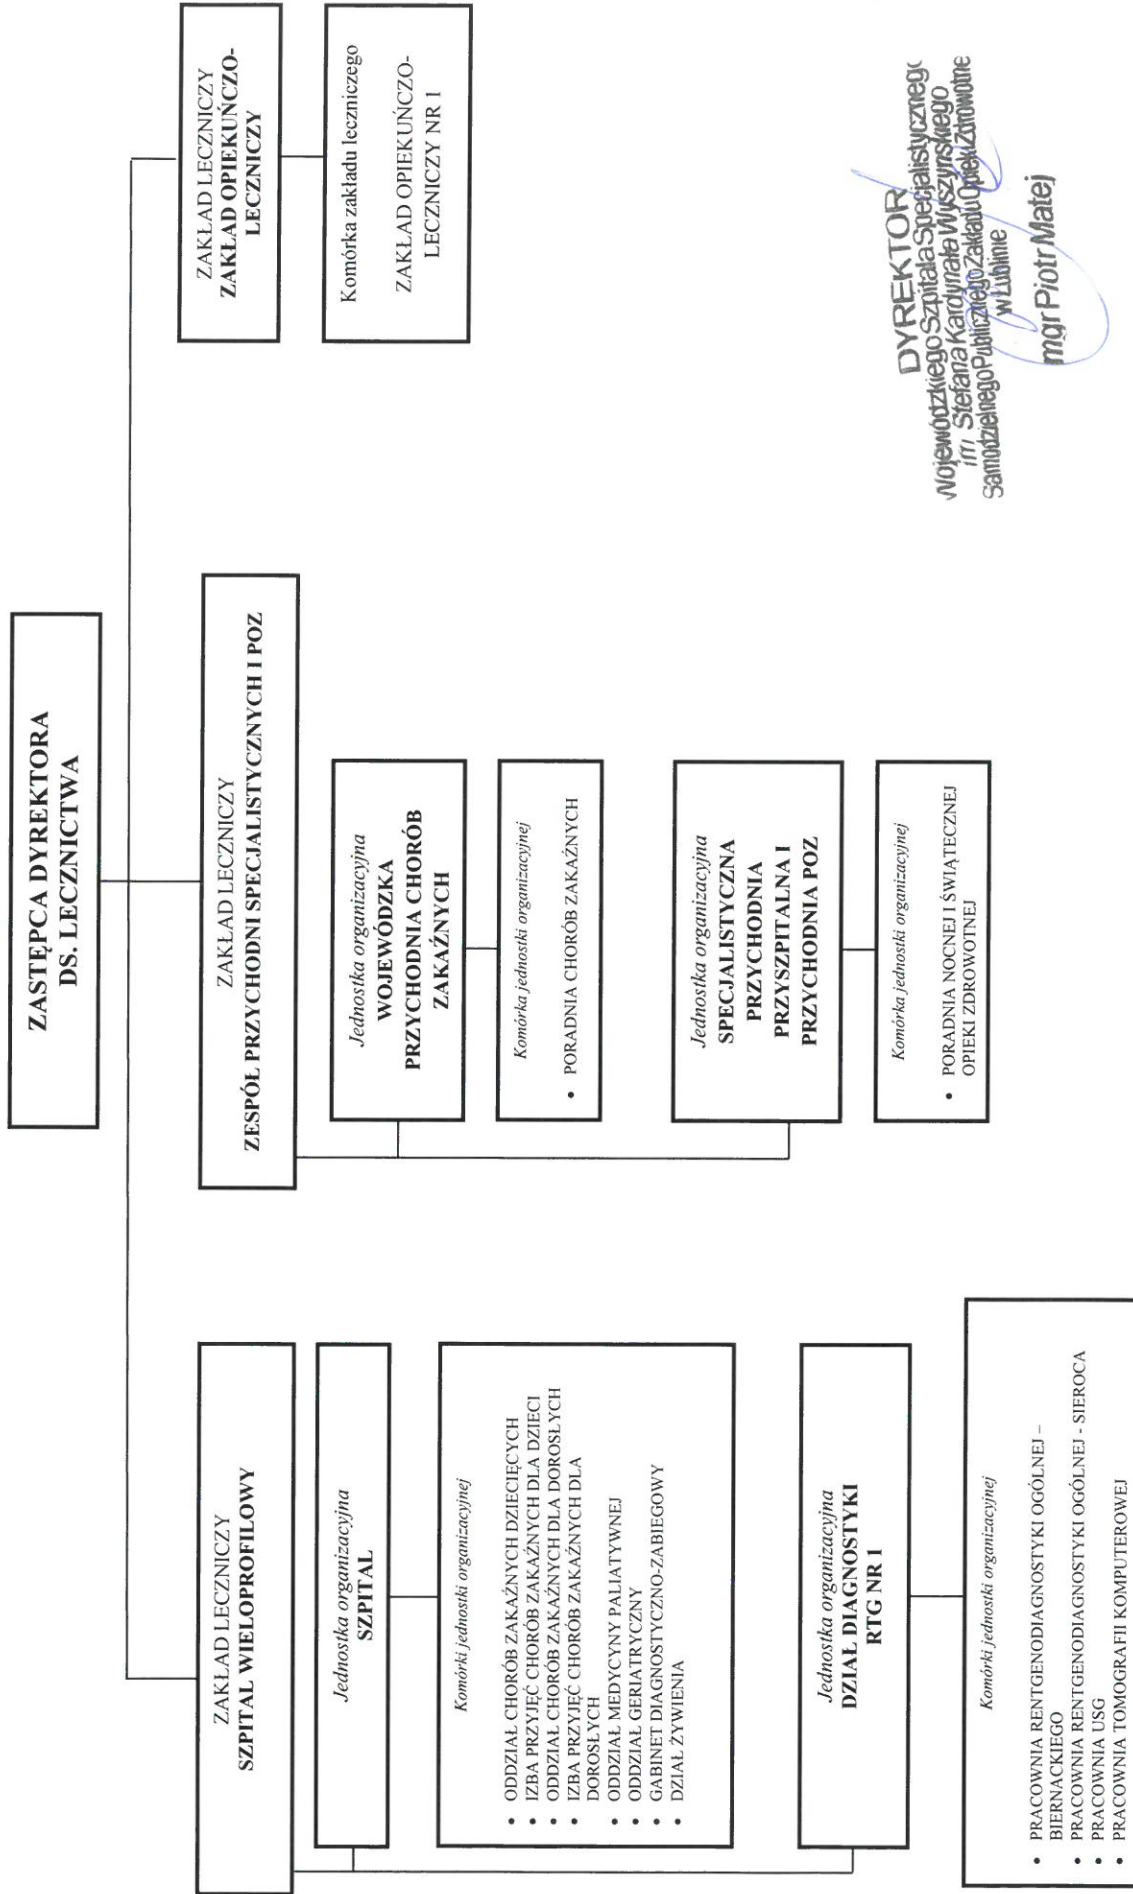 ZASTĘPCA DYREKTORA
DS. LECZNICTWA
ZAKŁAD LECZNICZY
SZPITAL WIELOPROFILOWY
Jednostka organizacyjna
SZPITAL
Komórki jednostki organizacyjnej
• ODDZIAŁ CHORÓB ZAKAŹNYCH DZIECIĘCYCH
• IZBA PRZYJĘĆ CHORÓB ZAKAŹNYCH DLA DZIECI
• ODDZIAŁ CHORÓB ZAKAŹNYCH DLA DOROSŁYCH
• IZBA PRZYJĘĆ CHORÓB ZAKAŹNYCH DLA
DOROSŁYCH
• ODDZIAŁ MEDYCYNY PALIATYWNEJ
• ODDZIAŁ GERIATRYCZNY
• GABINET DIAGNOSTYCZNO-ZABIEGOWY
• DZIAŁ ŻYWIENIA
Jednostka organizacyjna
DZIAŁ DIAGNOSTYKI
RTG NR 1
Komórki jednostki organizacyjnej
• PRACOWNIA RENTGENODIAGNOSTYKI OGÓLNEJ –
BIERNACKIEGO
• PRACOWNIA RENTGENODIAGNOSTYKI OGÓLNEJ - SIEROCA
• PRACOWNIA USG
• PRACOWNIA TOMOGRAFII KOMPUTEROWEJ
ZAKŁAD LECZNICZY
ZESPÓŁ PRZYCHODNI SPECJALISTYCZNYCH I POZ
Jednostka organizacyjna
WOJEWÓDZKA
PRZYCHODNIA CHORÓB
ZAKAŹNYCH
Komórka jednostki organizacyjnej
• PORADNIA CHORÓB ZAKAŹNYCH
Jednostka organizacyjna
SPECJALISTYCZNA
PRZYCHODNIA
PRZYSZPITALNA I
PRZYCHODNIA POZ
Komórka jednostki organizacyjnej
• PORADNIA NOCNEJ I ŚWIĄTECZNEJ
OPIEKI ZDROWOTNEJ
ZAKŁAD LECZNICZY
ZAKŁAD OPIEKUŃCZO-
LECZNICZY
Komórka zakładu leczniczego
ZAKŁAD OPIEKUŃCZO-
LECZNICZY NR 1
DYREKTOR
Wojewódzkiego Szpitala Specjalistycznego
im. Stefana Kardynała Wyszyńskiego
Samodzielnego Publicznego Zakładu Opieki Zdrowotne
w Lublinie
mgr Piotr Matej